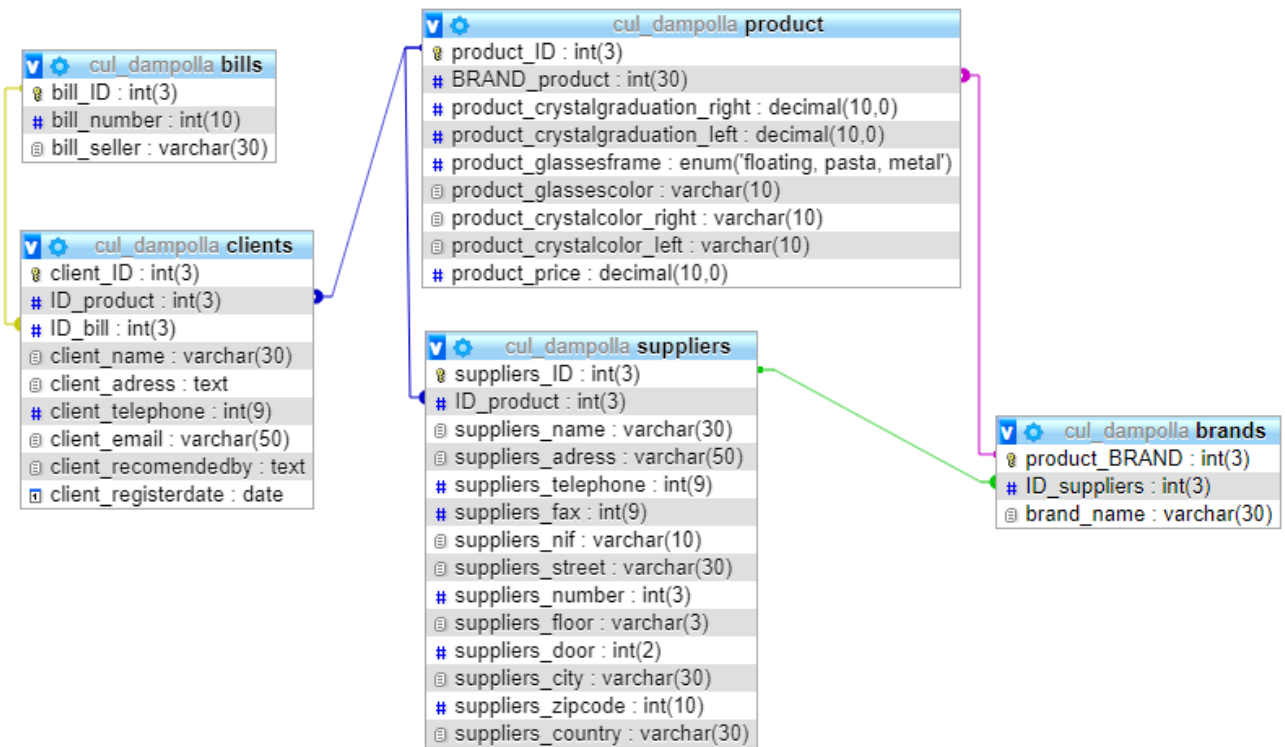 cul_dampolla bills
bill_ID : int(3)
bill_number : int(10)
bill_seller : varchar(30)
cul_dampolla clients
client_ID : int(3)
ID_product : int(3)
ID_bill : int(3)
client_name : varchar(30)
client_adress : text
client_telephone : int(9)
client_email : varchar(50)
client_recomendedby : text
client_registerdate : date
cul_dampolla product
product_ID : int(3)
BRAND_product : int(30)
product_crystalgraduation_right : decimal(10,0)
product_crystalgraduation_left : decimal(10,0)
product_glassesframe : enum('floating, pasta, metal')
product_glassescolor : varchar(10)
product_crystalcolor_right : varchar(10)
product_crystalcolor_left : varchar(10)
product_price : decimal(10,0)
cul_dampolla suppliers
suppliers_ID : int(3)
ID_product : int(3)
suppliers_name : varchar(30)
suppliers_adress : varchar(50)
suppliers_telephone : int(9)
suppliers_fax : int(9)
suppliers_nif : varchar(10)
suppliers_street : varchar(30)
suppliers_number : int(3)
suppliers_floor : varchar(3)
suppliers_door : int(2)
suppliers_city : varchar(30)
suppliers_zipcode : int(10)
suppliers_country : varchar(30)
cul_dampolla brands
product_BRAND : int(3)
ID_suppliers : int(3)
brand_name : varchar(30)